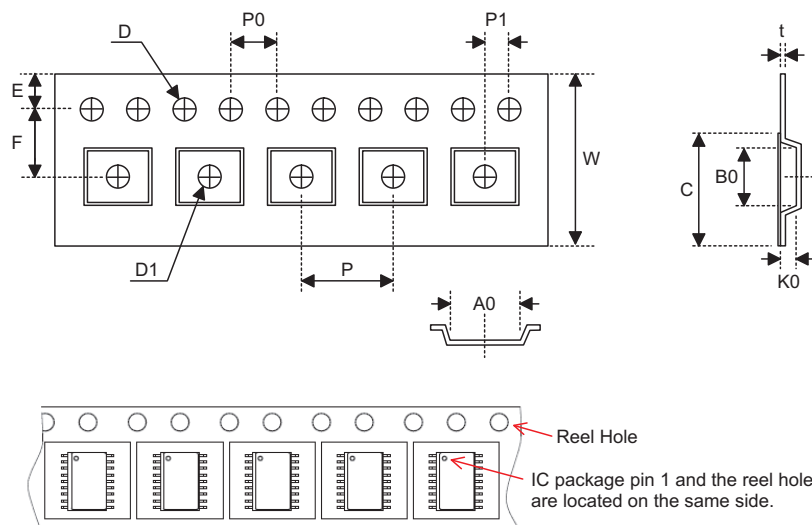 D
P0
P1
t
E
F
W
C
B0
D1
P
K0
A0
Reel Hole
IC package pin 1 and the reel hole
are located on the same side.